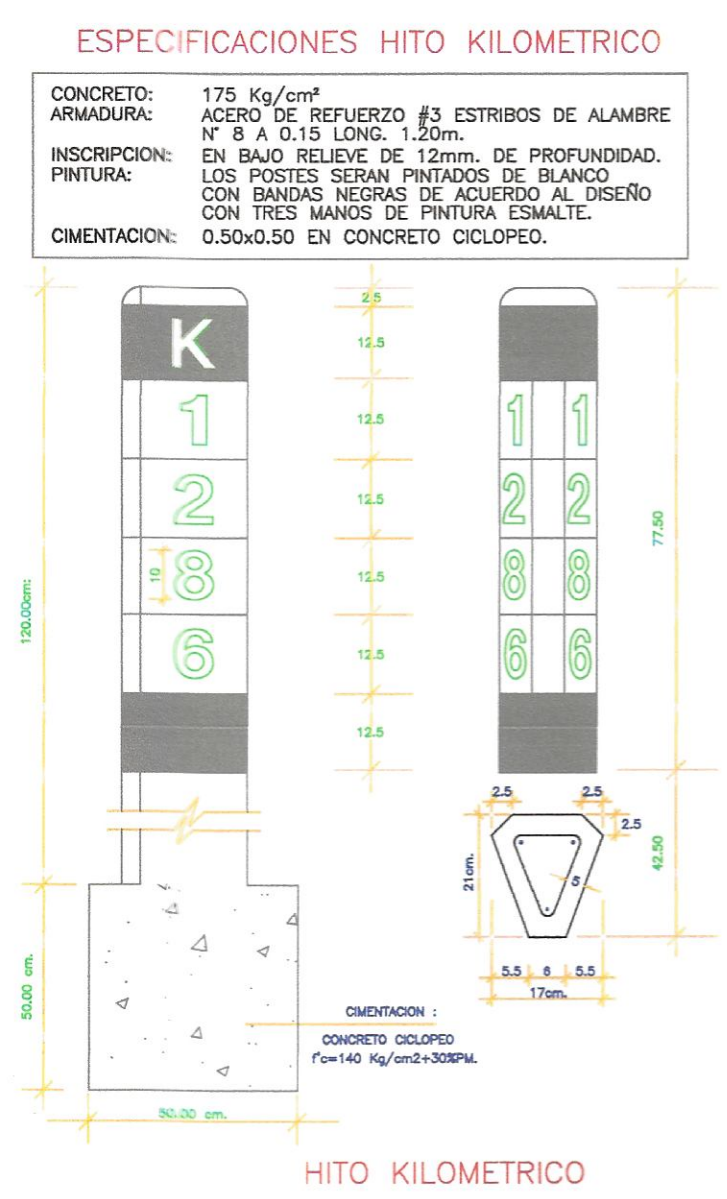 ESPECIFICACIONES HITO KILOMETRICO
CONCRETO: 175 Kg/cm²
ARMADURA: ACERO DE REFUERZO #3 ESTRIBOS DE ALAMBRE
N° 8 A 0.15 LONG. 1.20m.
INSCRIPCION: EN BAJO RELIEVE DE 12mm. DE PROFUNDIDAD.
PINTURA: LOS POSTES SERAN PINTADOS DE BLANCO
CON BANDAS NEGRAS DE ACUERDO AL DISEÑO
CON TRES MANOS DE PINTURA ESMALTE.
CIMENTACION: 0.50x0.50 EN CONCRETO CICLOPEO.
K
1
2
8
6
10
120.00cm:
50.00 cm.
50.00 cm.
2.5
12.5
12.5
12.5
12.5
12.5
12.5
1 1
2 2
8 8
6 6
77.50
42.50
2.5 2.5
2.5
21cm.
5
5.5 6 5.5
17cm.
CIMENTACION :
CONCRETO CICLOPEO
f'c=140 Kg/cm2+30%PM.
HITO KILOMETRICO